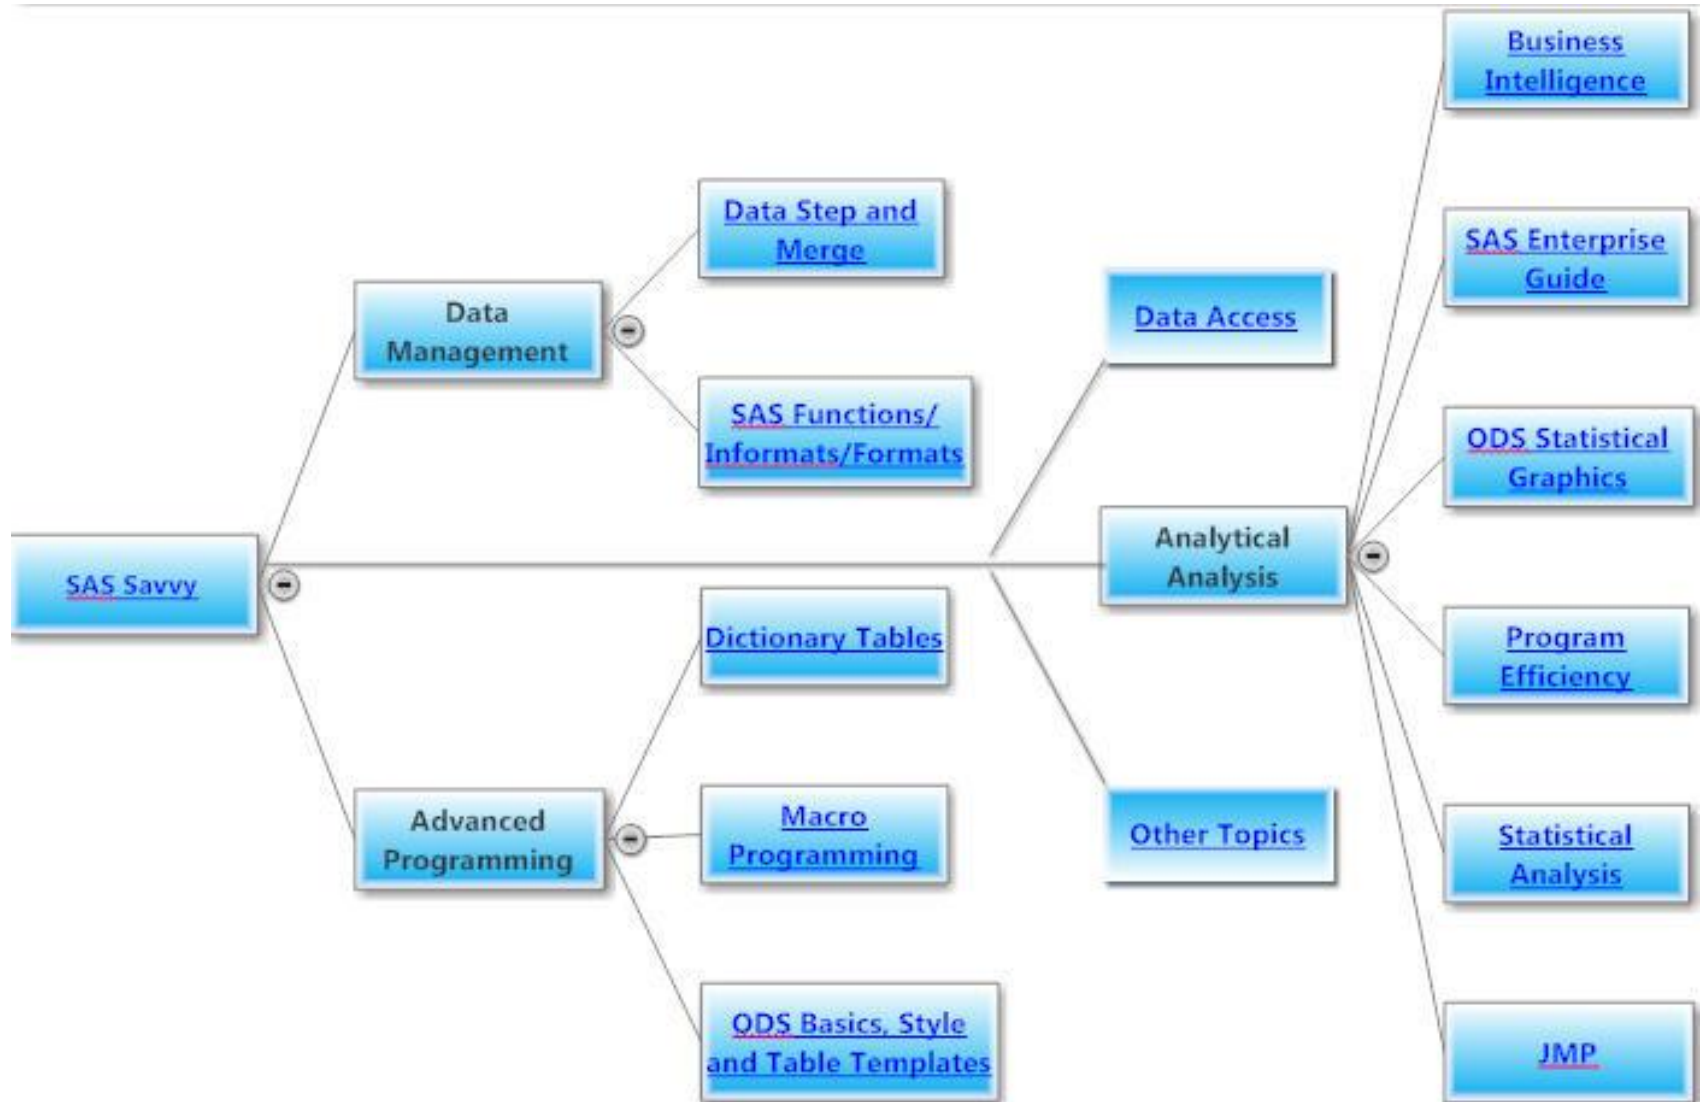 SAS Savvy
Data
Management
Data Step and
Merge
SAS Functions/
Informats/Formats
Advanced
Programming
Dictionary Tables
Macro
Programming
ODS Basics, Style
and Table Templates
Data Access
Analytical
Analysis
Other Topics
Business
Intelligence
SAS Enterprise
Guide
ODS Statistical
Graphics
Program
Efficiency
Statistical
Analysis
JMP